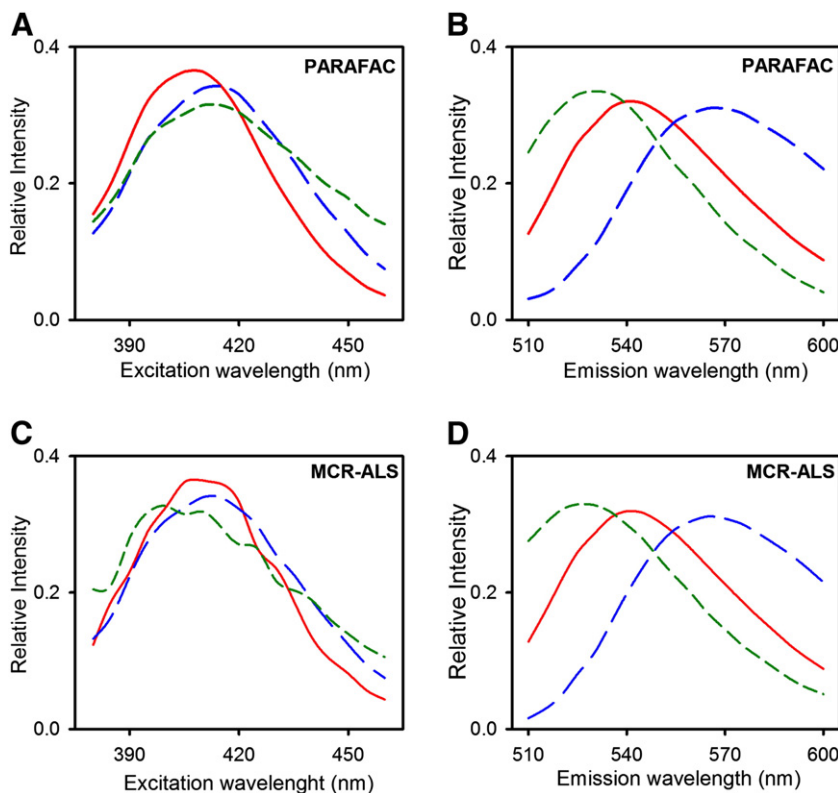 A
0.4
PARAFAC
0.2
0.0
390 420 450
Relative Intensity
Excitation wavelength (nm)
B
0.4
PARAFAC
0.2
0.0
510 540 570 600
Relative Intensity
Emission wavelength (nm)
C
0.4
MCR-ALS
0.2
0.0
390 420 450
Relative Intensity
Excitation wavelenght (nm)
D
0.4
MCR-ALS
0.2
0.0
510 540 570 600
Relative Intensity
Emission wavelength (nm)